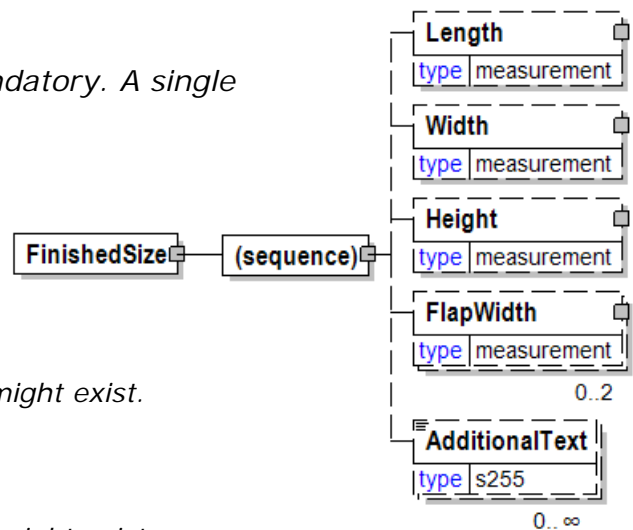 ndatory. A single
FinishedSize
(sequence)
Length
type measurement
Width
type measurement
Height
type measurement
FlapWidth
type measurement
0..2
might exist.
AdditionalText
type s255
0..∞